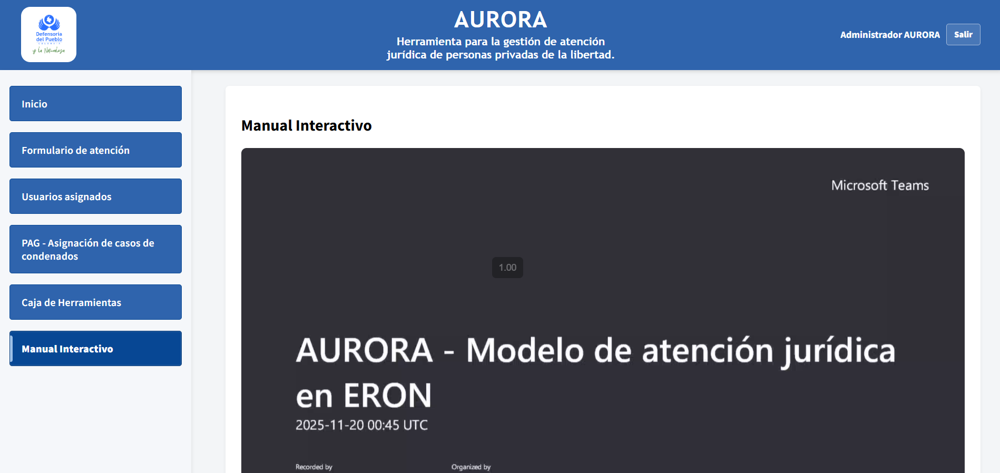 Defensoría
del Pueblo
COLOMBIA
y la Naturaleza
AURORA
Herramienta para la gestión de atención
jurídica de personas privadas de la libertad.
Administrador AURORA
Salir
Inicio
Formulario de atención
Usuarios asignados
PAG - Asignación de casos de
condenados
Caja de Herramientas
Manual Interactivo
Manual Interactivo
Microsoft Teams
1.00
AURORA - Modelo de atención jurídica
en ERON
2025-11-20 00:45 UTC
Recorded by
Organized by